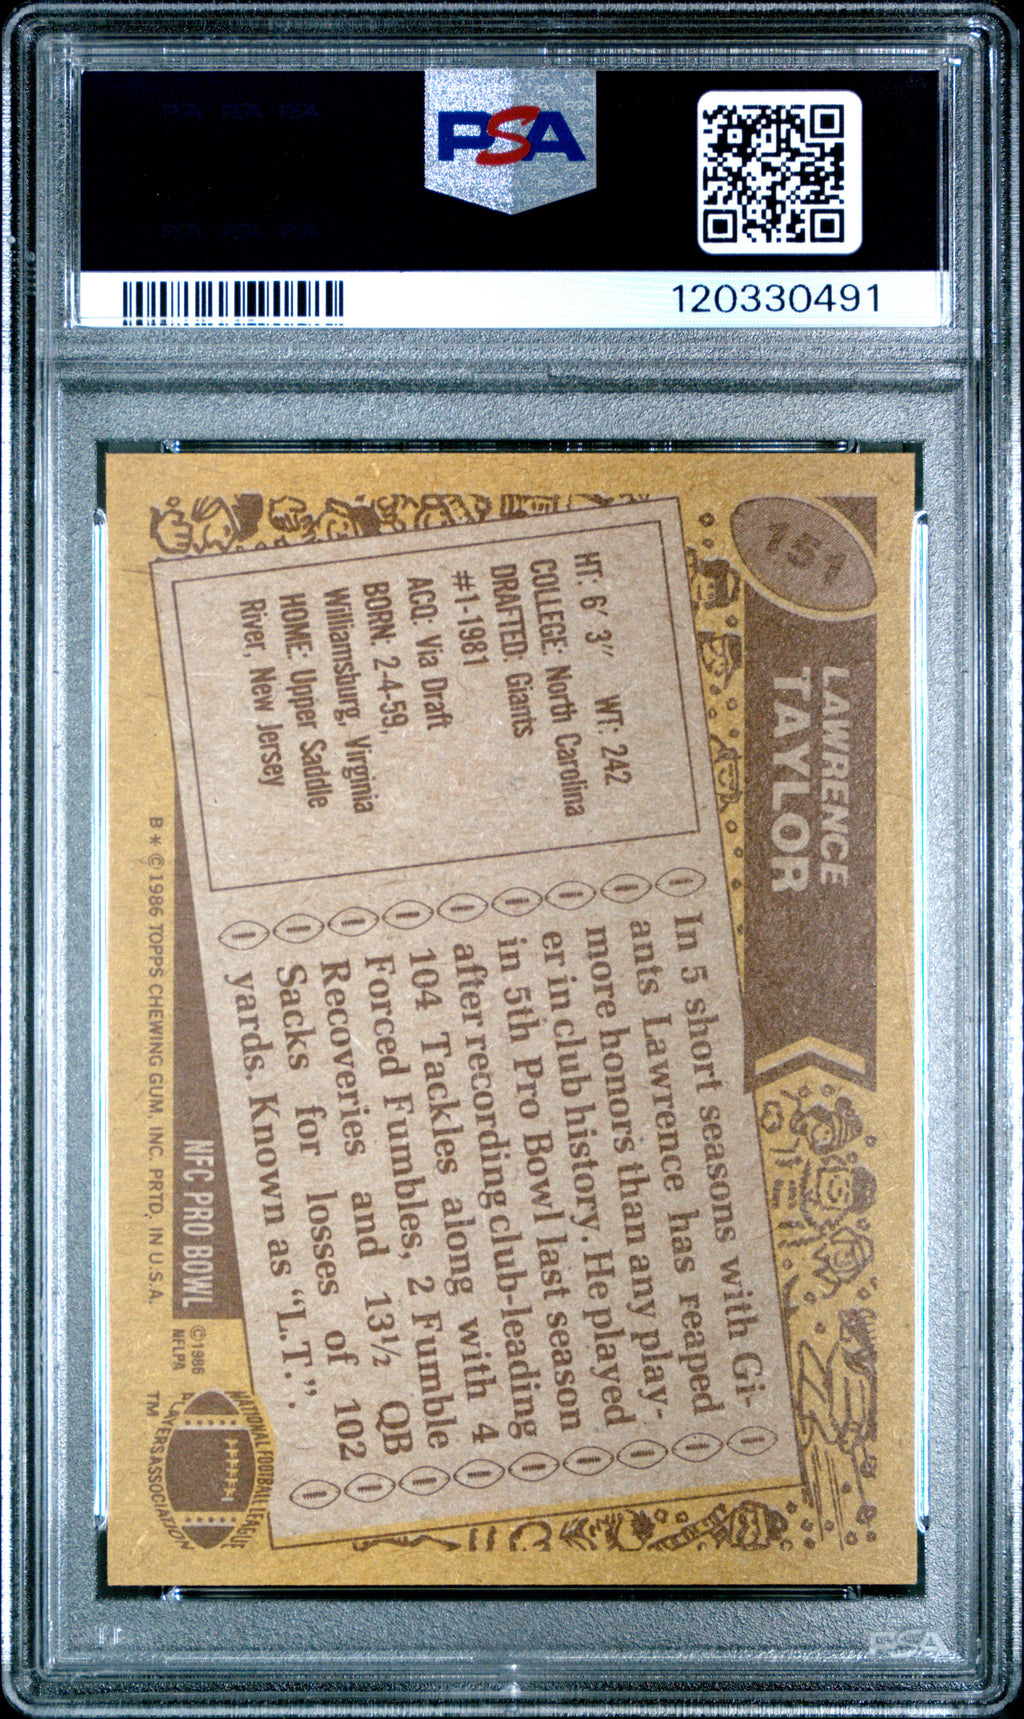 PSA
120330491
151
LAWRENCE
TAYLOR
HT: 6' 3" WT: 242
COLLEGE: North Carolina
DRAFTED: Giants
#1-1981
ACQ: Via Draft
BORN: 2-4-59,
Williamsburg, Virginia
HOME: Upper Saddle
River, New Jersey
In 5 short seasons with Gi-
ants Lawrence has reaped
more honors than any play-
er in club history. He played
in 5th Pro Bowl last season
after recording club-leading
104 Tackles along with 4
Forced Fumbles, 2 Fumble
Recoveries and 13½ QB
Sacks for losses of 102
yards. Known as "L.T.".
NFC PRO BOWL
B* © 1986 TOPPS CHEWING GUM, INC. PRTD. IN U.S.A.
© 1986
NFLPA
NATIONAL FOOTBALL LEAGUE
PLAYERS ASSOCIATION
TM
PSA